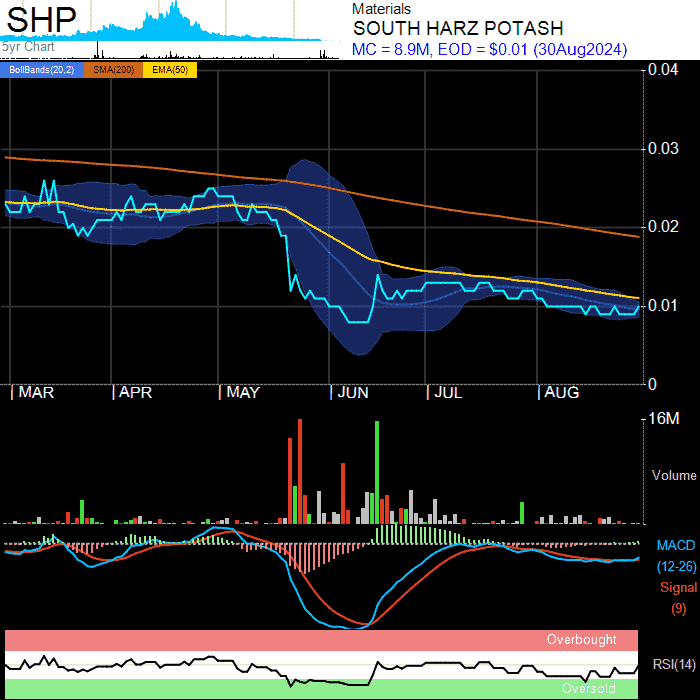 SHP
5yr Chart
Materials
SOUTH HARZ POTASH
MC = 8.9M, EOD = $0.01 (30Aug2024)
BollBands(20,2) SMA(200) EMA(50)
0.04
0.03
0.02
0.01
0
MAR APR MAY JUN JUL AUG
16M
Volume
MACD
(12-26)
Signal
(9)
Overbought
RSI(14)
Oversold